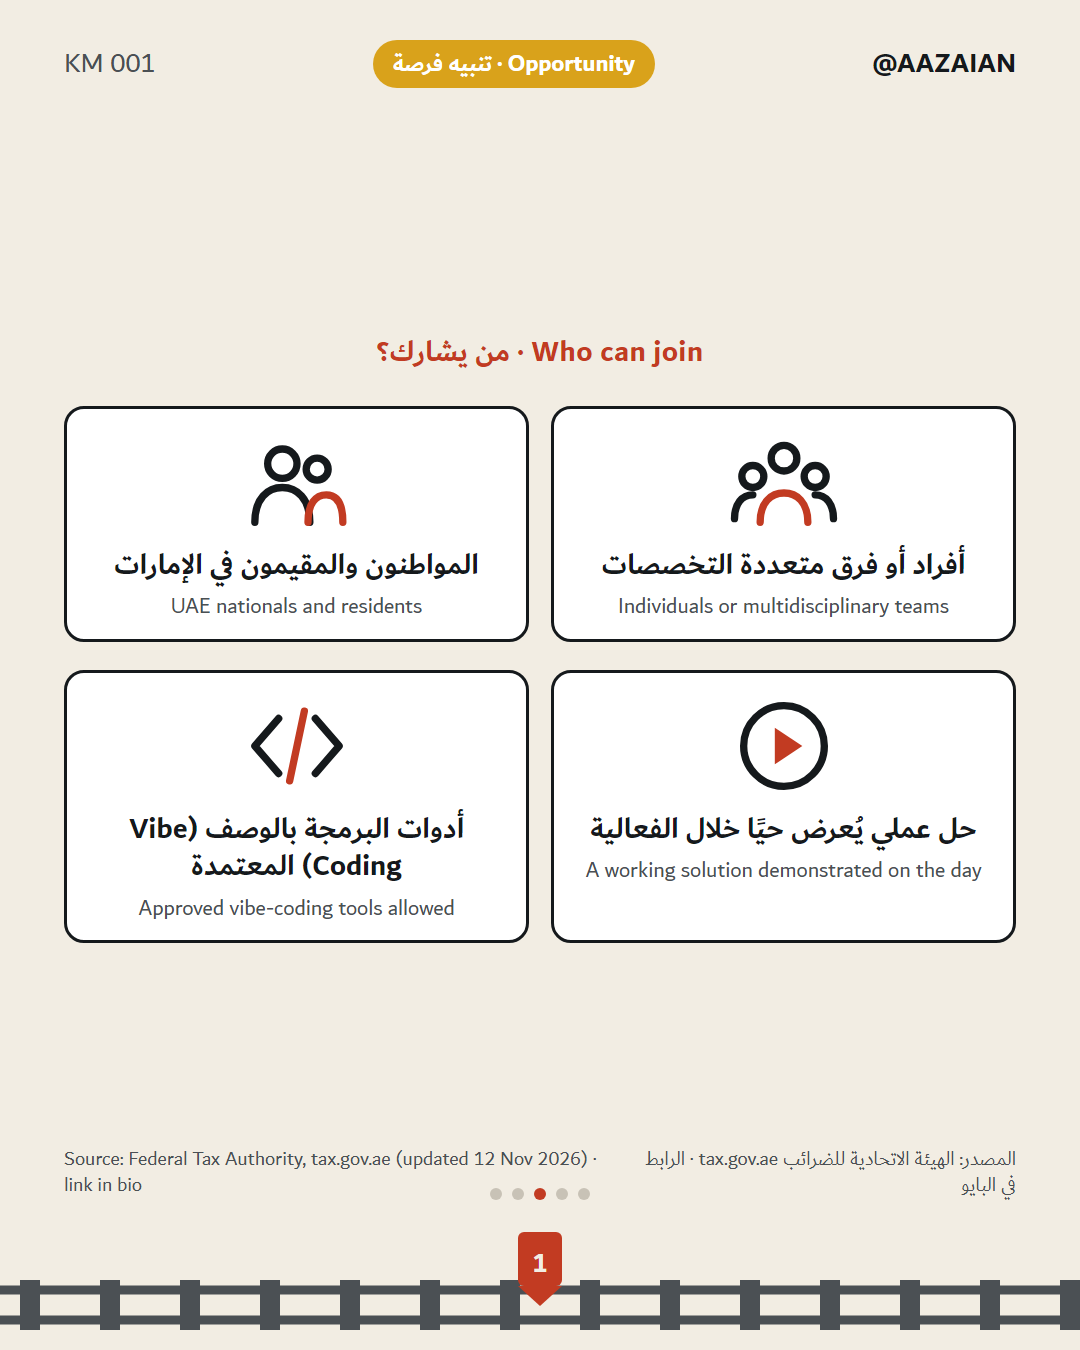 KM 001
تنبيه فرصة · Opportunity
@AAZAIAN
من يشارك؟ · Who can join
المواطنون والمقيمون في الإمارات
UAE nationals and residents
أفراد أو فرق متعددة التخصصات
Individuals or multidisciplinary teams
أدوات البرمجة بالوصف (Vibe
Coding) المعتمدة
Approved vibe-coding tools allowed
حل عملي يُعرض حيًا خلال الفعالية
A working solution demonstrated on the day
Source: Federal Tax Authority, tax.gov.ae (updated 12 Nov 2026) ·
link in bio
المصدر: الهيئة الاتحادية للضرائب tax.gov.ae · الرابط
في البايو
1